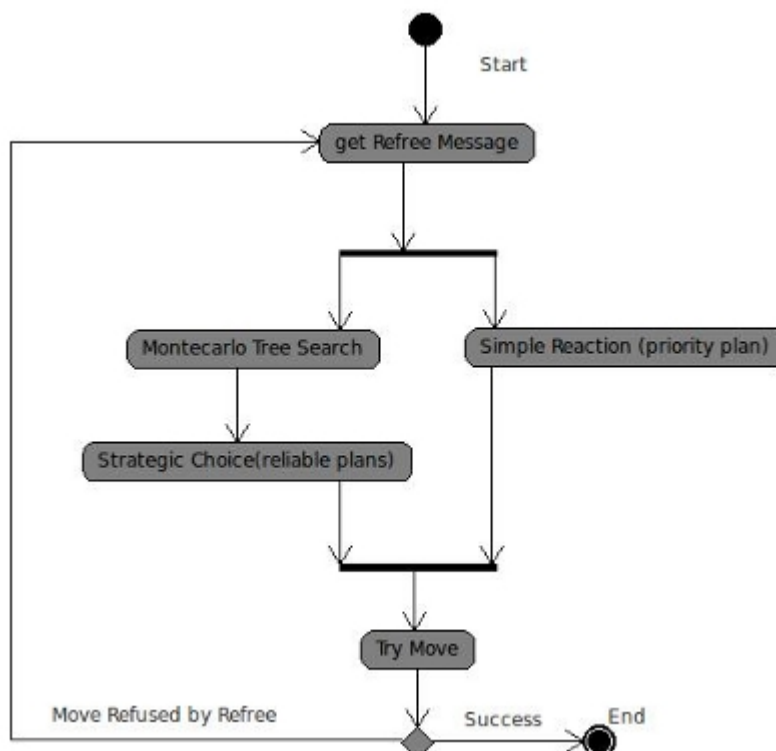 Start
get Refree Message
Montecarlo Tree Search
Simple Reaction (priority plan)
Strategic Choice(reliable plans)
Try Move
Move Refused by Refree
Success
End